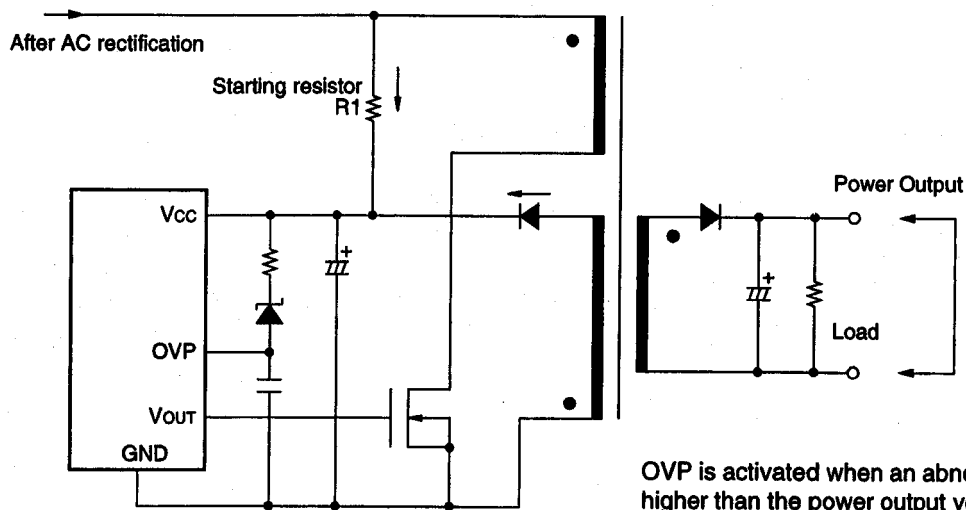 After AC rectification
Starting resistor
R1
Power Output
VCC
+
+
OVP
Load
VOUT
GND
OVP is activated when an
higher than the power output